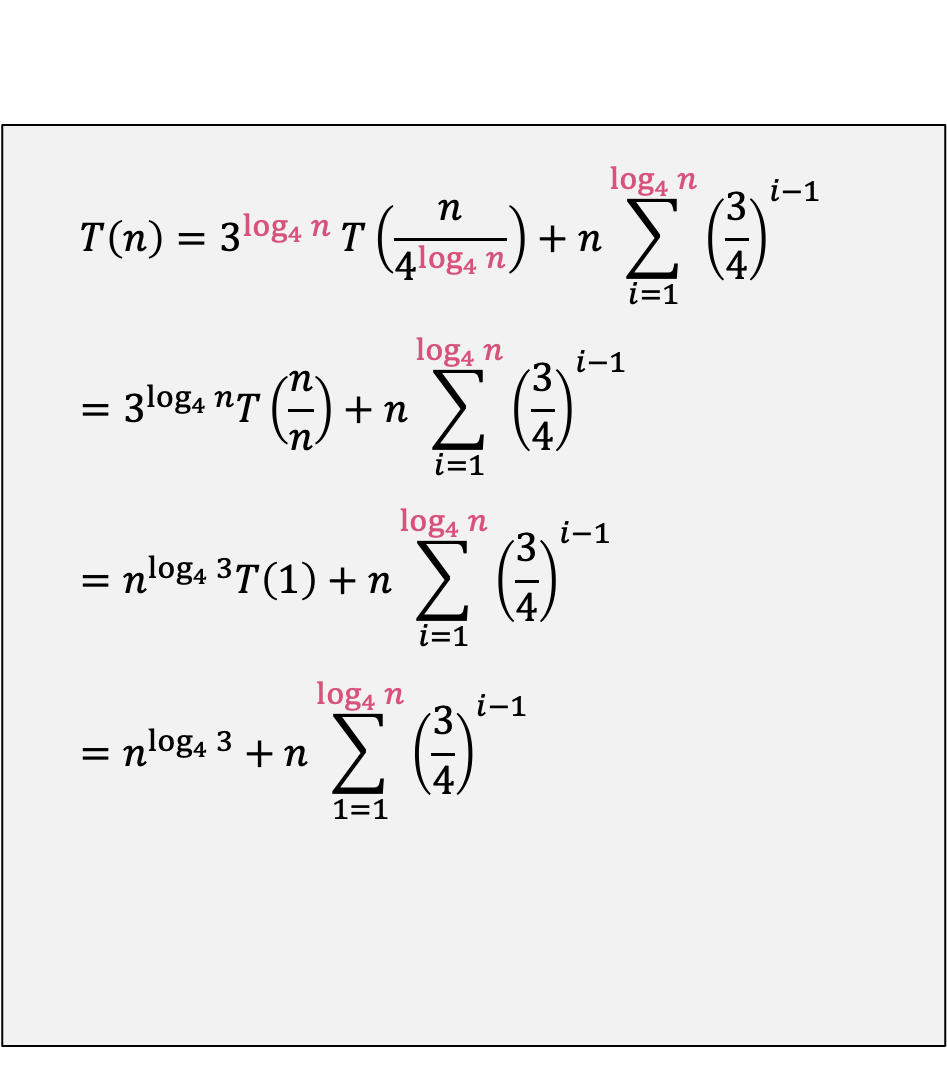 T(n) = 3^{log_4 n} T(n/4^{log_4 n}) + n ∑_{i=1}^{log_4 n} (3/4)^{i−1}
= 3^{log_4 n} T(n/n) + n ∑_{i=1}^{log_4 n} (3/4)^{i−1}
= n^{log_4 3} T(1) + n ∑_{i=1}^{log_4 n} (3/4)^{i−1}
= n^{log_4 3} + n ∑_{1=1}^{log_4 n} (3/4)^{i−1}